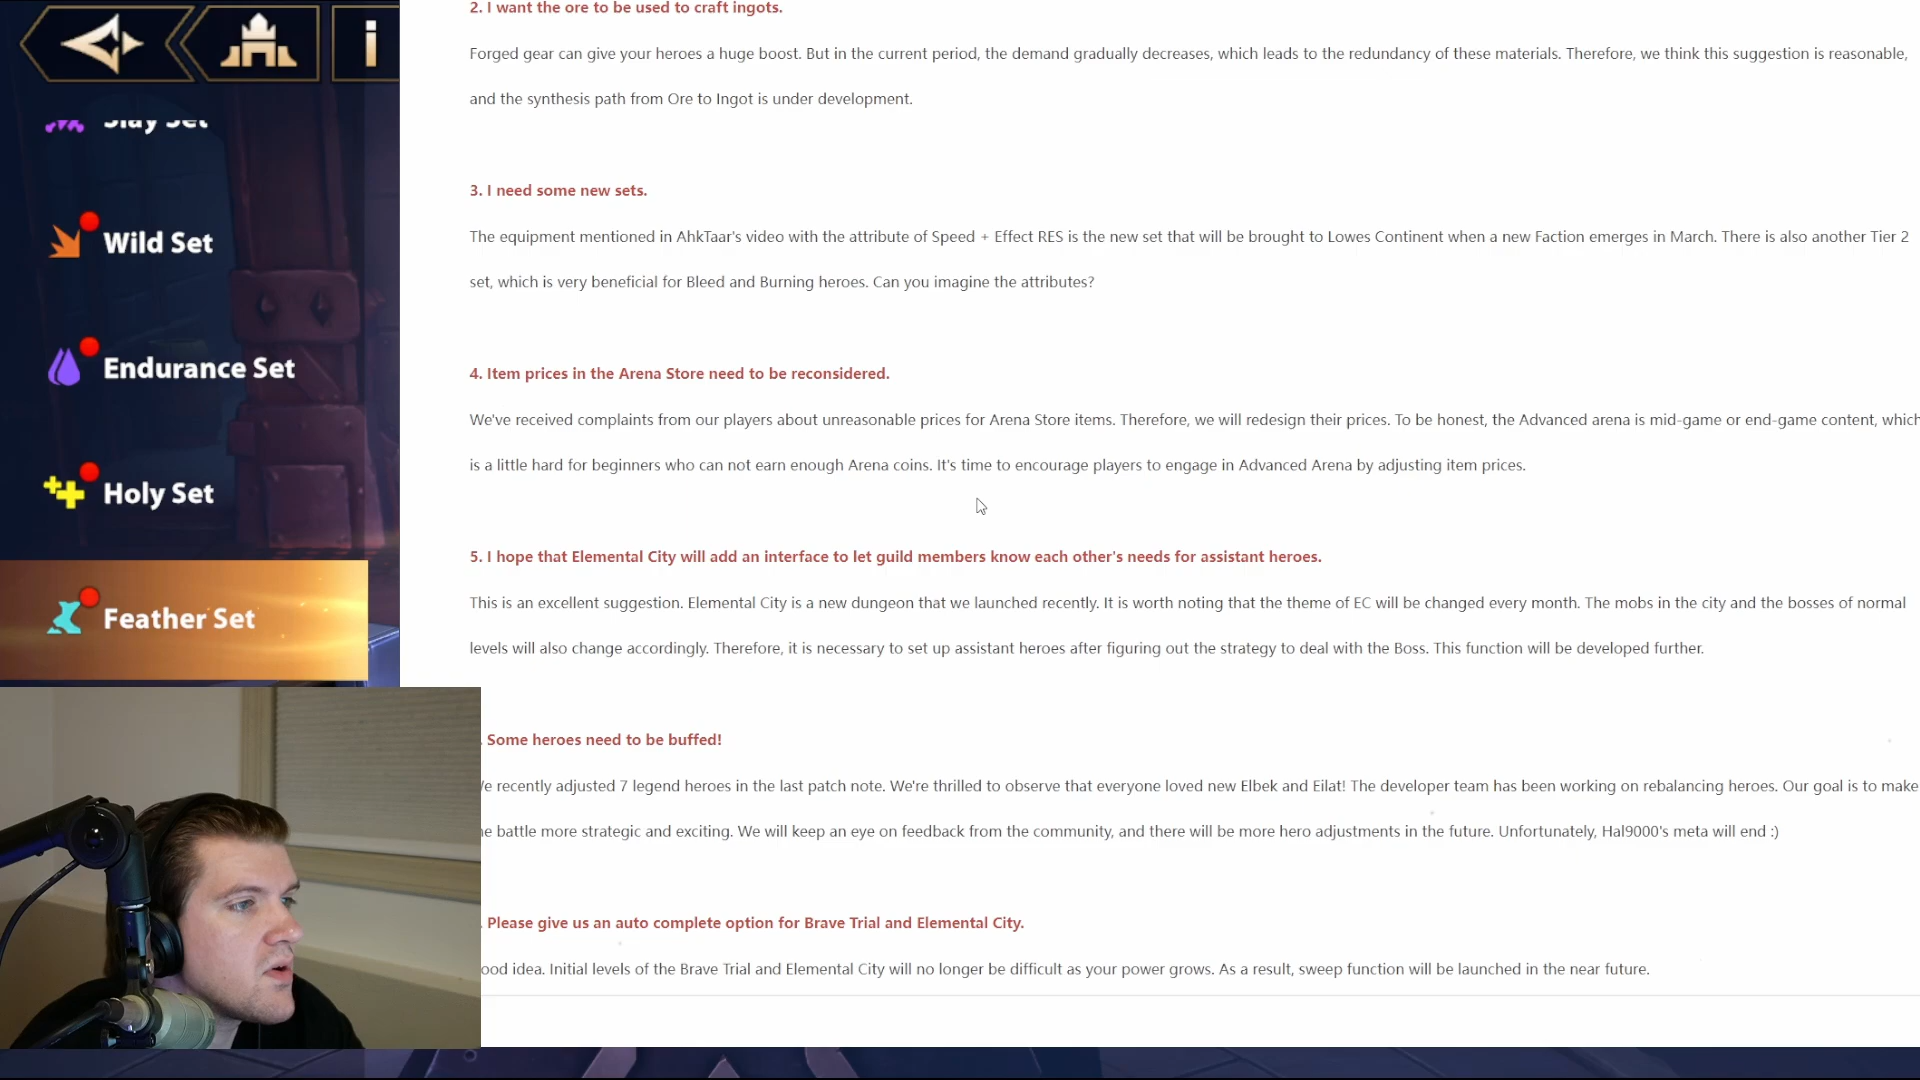 Slay Set
Wild Set
Endurance Set
Holy Set
Feather Set
2. I want the ore to be used to craft ingots.
Forged gear can give your heroes a huge boost. But in the current period, the demand gradually decreases, which leads to the redundancy of these materials. Therefore, we think this suggestion is reasonable,
and the synthesis path from Ore to Ingot is under development.
3. I need some new sets.
The equipment mentioned in AhkTaar's video with the attribute of Speed + Effect RES is the new set that will be brought to Lowes Continent when a new Faction emerges in March. There is also another Tier 2
set, which is very beneficial for Bleed and Burning heroes. Can you imagine the attributes?
4. Item prices in the Arena Store need to be reconsidered.
We've received complaints from our players about unreasonable prices for Arena Store items. Therefore, we will redesign their prices. To be honest, the Advanced arena is mid-game or end-game content, which
is a little hard for beginners who can not earn enough Arena coins. It's time to encourage players to engage in Advanced Arena by adjusting item prices.
5. I hope that Elemental City will add an interface to let guild members know each other's needs for assistant heroes.
This is an excellent suggestion. Elemental City is a new dungeon that we launched recently. It is worth noting that the theme of EC will be changed every month. The mobs in the city and the bosses of normal
levels will also change accordingly. Therefore, it is necessary to set up assistant heroes after figuring out the strategy to deal with the Boss. This function will be developed further.
. Some heroes need to be buffed!
e recently adjusted 7 legend heroes in the last patch note. We're thrilled to observe that everyone loved new Elbek and Eilat! The developer team has been working on rebalancing heroes. Our goal is to make
e battle more strategic and exciting. We will keep an eye on feedback from the community, and there will be more hero adjustments in the future. Unfortunately, Hal9000's meta will end :)
. Please give us an auto complete option for Brave Trial and Elemental City.
ood idea. Initial levels of the Brave Trial and Elemental City will no longer be difficult as your power grows. As a result, sweep function will be launched in the near future.